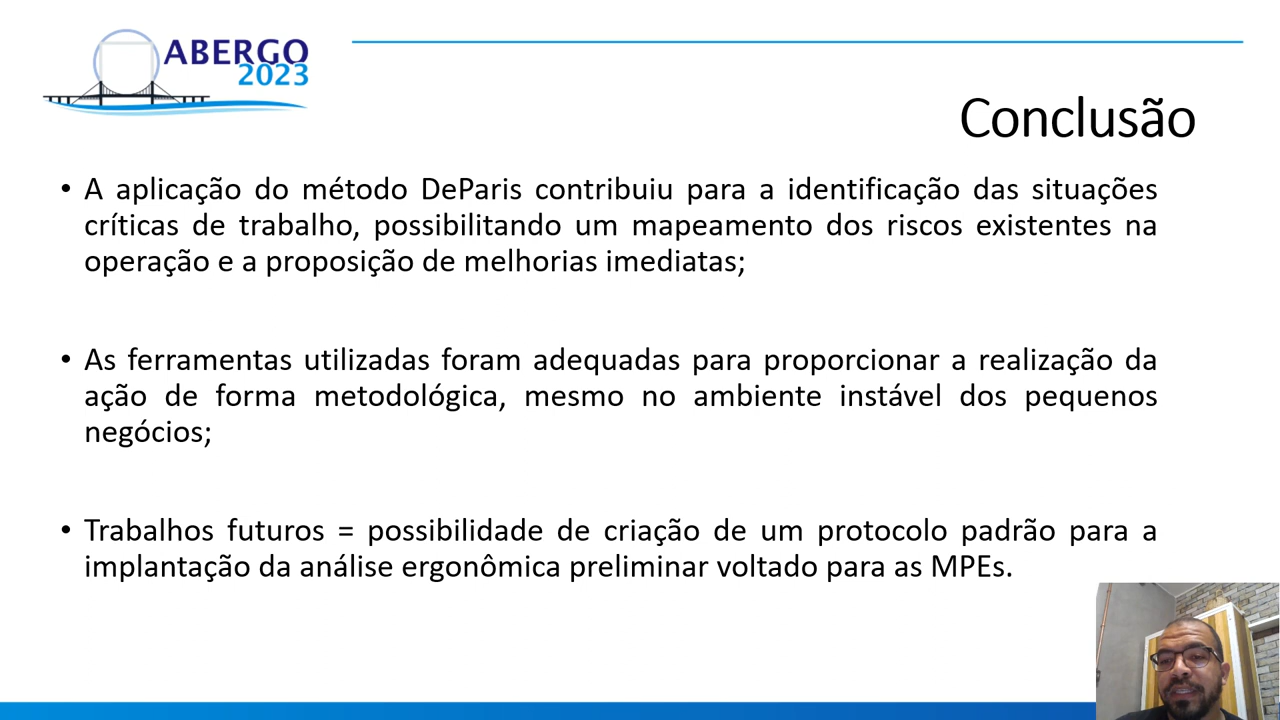 ABERGO
2023
Conclusão
• A aplicação do método DeParis contribuiu para a identificação das situações
críticas de trabalho, possibilitando um mapeamento dos riscos existentes na
operação e a proposição de melhorias imediatas;
• As ferramentas utilizadas foram adequadas para proporcionar a realização da
ação de forma metodológica, mesmo no ambiente instável dos pequenos
negócios;
• Trabalhos futuros = possibilidade de criação de um protocolo padrão para a
implantação da análise ergonômica preliminar voltado para as MPEs.